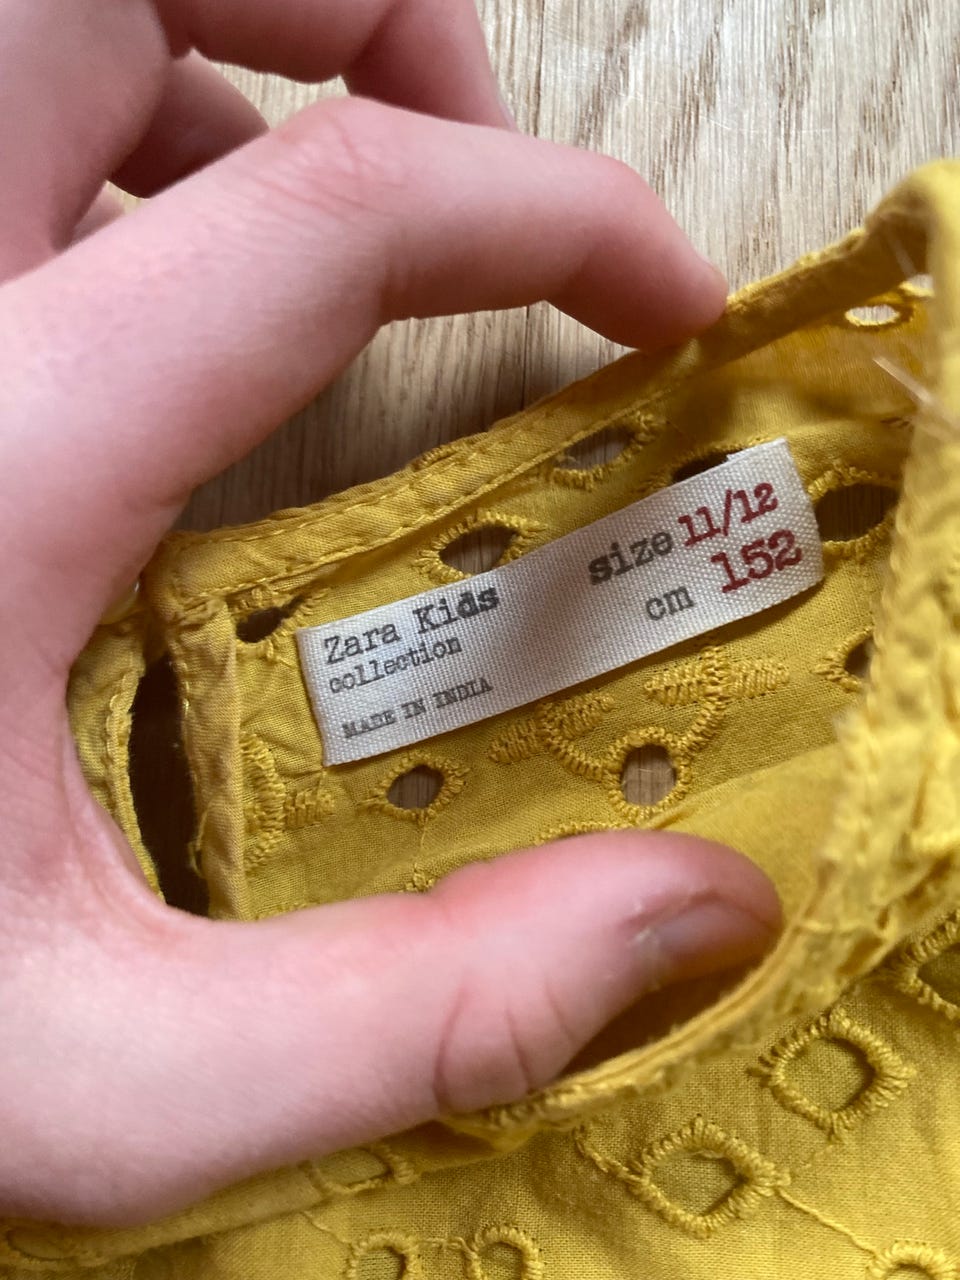 Zara Kids
collection
MADE IN INDIA
size 11/12
cm 152